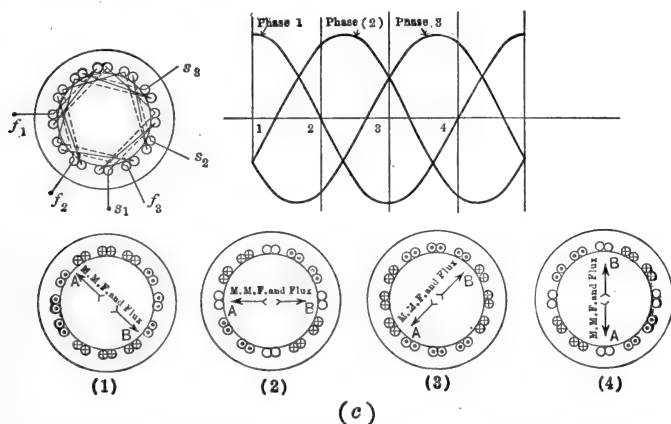 Phase 1 Phase (2) Phase 3
s3
f1
s2
f2
s1
f3
1 2 3 4
M.M.F. and Flux
A
B
M.M.F. and Flux
A B
M.M.F. and Flux
A
B
M.M.F. and Flux
B
A
(1) (2) (3) (4)
(c)